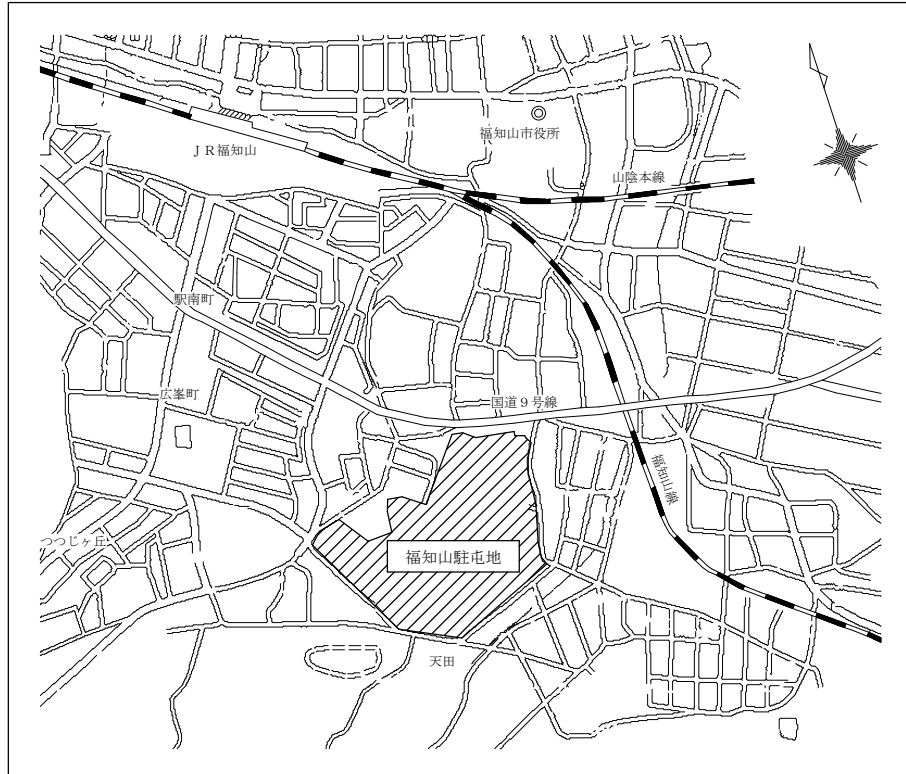 福知山市役所
ＪＲ福知山
山陰本線
駅南町
広峯町
国道９号線
福知山線
つつじヶ丘
福知山駐屯地
天田